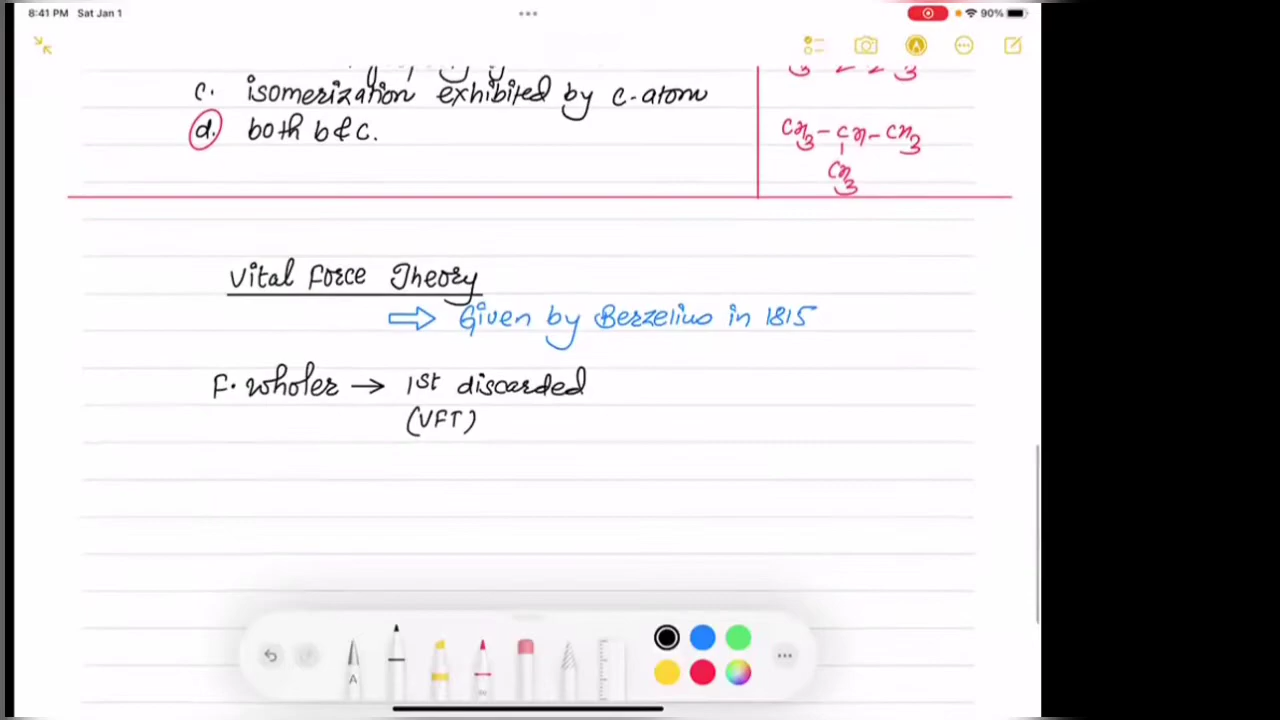 8:41 PM Sat Jan 1
90%
c. isomerization exhibited by c-atom
d. both b & c.
CH3 - CH - CH3
CH3
Vital Force Theory
⇒ Given by Berzelius in 1815
F. Wholer → 1st discarded
(VFT)
A